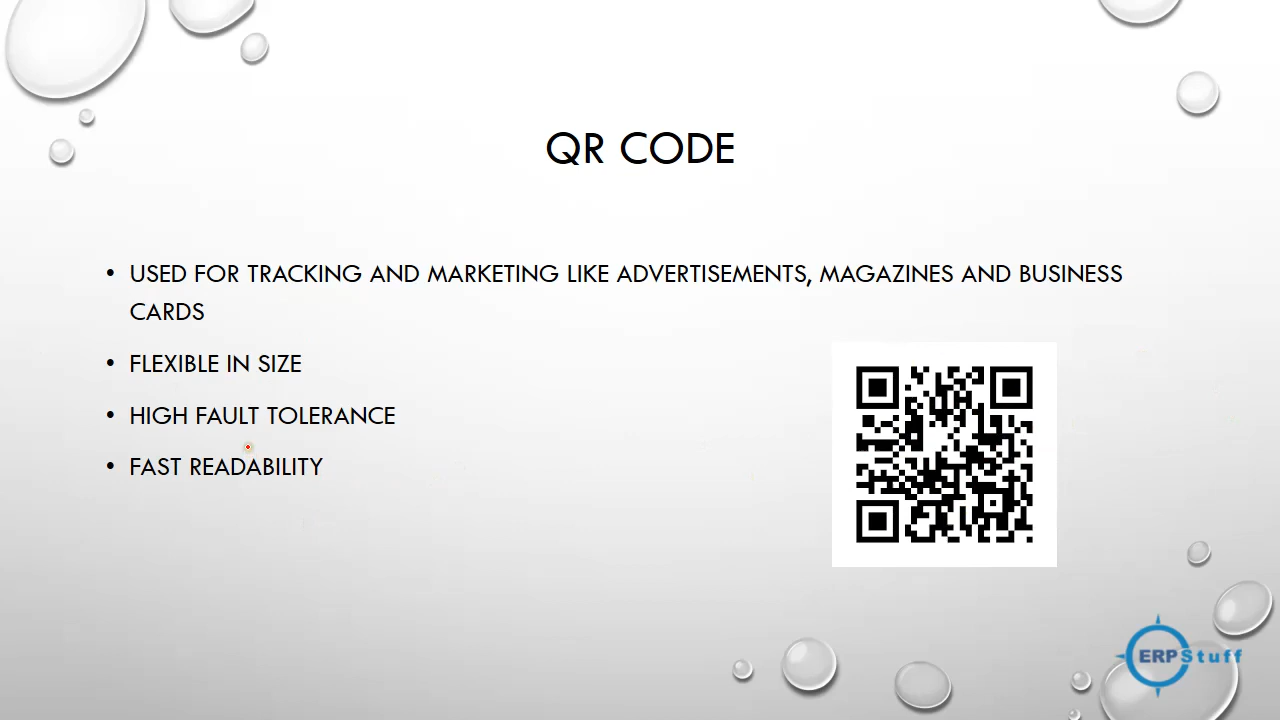 QR CODE
• USED FOR TRACKING AND MARKETING LIKE ADVERTISEMENTS, MAGAZINES AND BUSINESS
CARDS
• FLEXIBLE IN SIZE
• HIGH FAULT TOLERANCE
• FAST READABILITY
ERPStuff